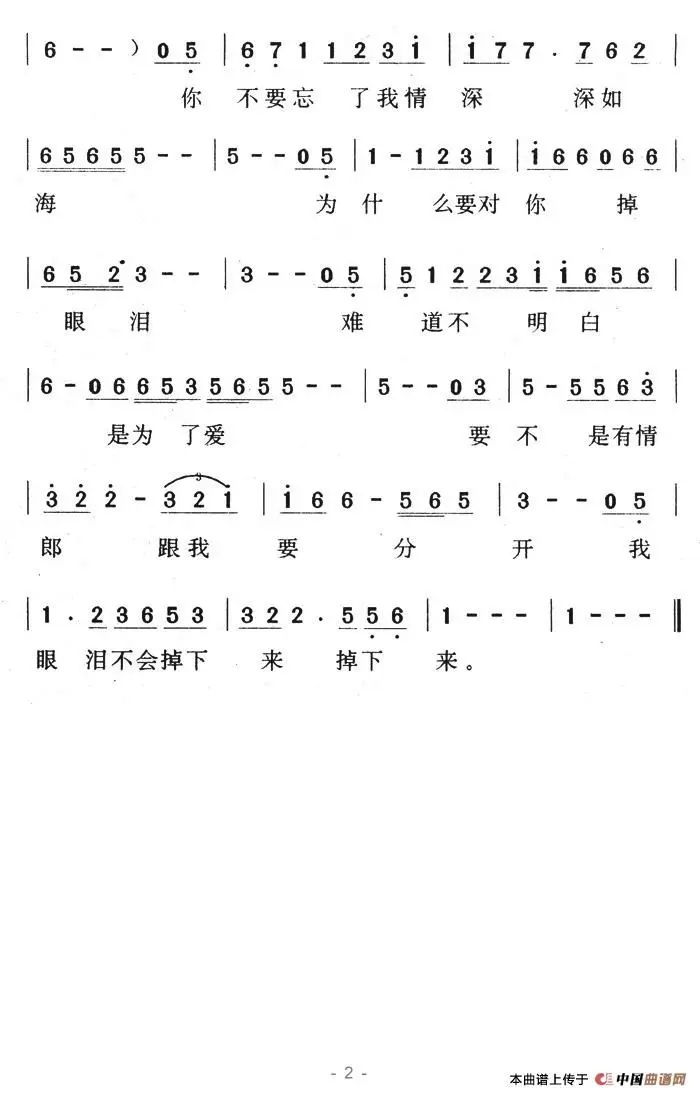 | 6 - - ） 0 5 | 6 7 1 1 2 3 1 | 1 7 7 . 7 6 2 |
你 不要忘 了我情 深 深如
| 6 5 6 5 5 - - | 5 - - 0 5 | 1 - 1 2 3 1 | 1 6 6 0 6 6 |
海 为 什 么要对 你 掉
| 6 5 2 3 - - | 3 - - 0 5 | 5 1 2 2 3 1 1 6 5 6 |
眼 泪 难 道不 明 白
| 6 - 0 6 6 5 3 5 6 5 5 - - | 5 - - 0 3 | 5 - 5 5 6 3 |
是为 了爱 要 不 是有情
3
| 3 2 2 - 3 2 1 | 1 6 6 - 5 6 5 | 3 - - 0 5 |
郎 跟我 要 分 开 我
| 1 . 2 3 6 5 3 | 3 2 2 . 5 5 6 | 1 - - - | 1 - - - ‖
眼 泪不会掉下 来 掉下 来。
- 2 -
本曲谱上传于 中国曲谱网